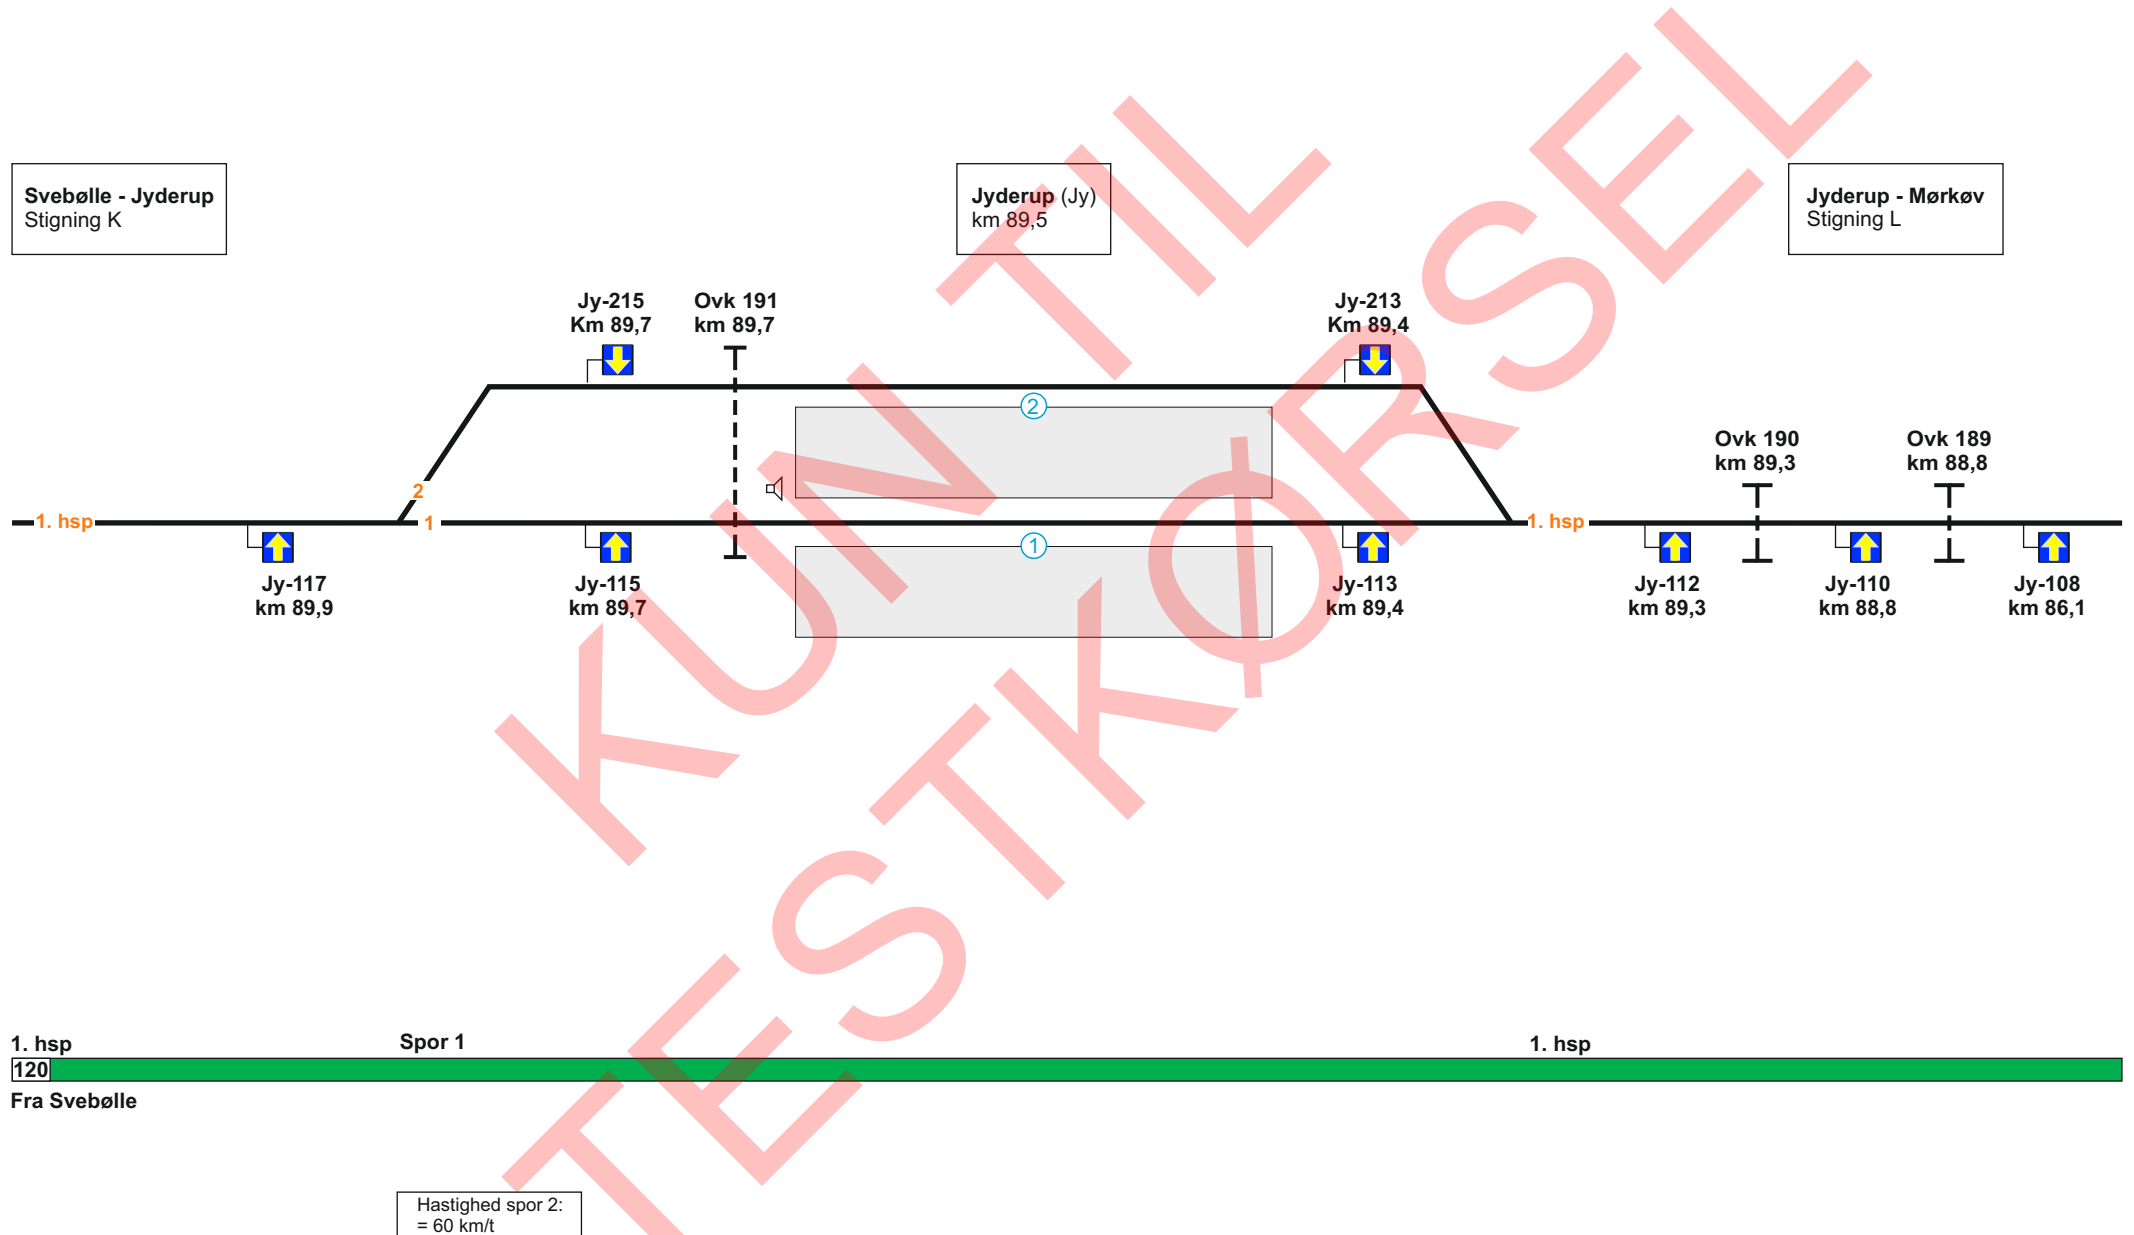 Svebølle - Jyderup
Stigning K
Jyderup (Jy)
km 89,5
Jyderup - Mørkøv
Stigning L
Jy-215
Km 89,7
Ovk 191
km 89,7
Jy-213
Km 89,4
2
Ovk 190
km 89,3
Ovk 189
km 88,8
2
1. hsp
1
1. hsp
1
Jy-117
km 89,9
Jy-115
km 89,7
Jy-113
km 89,4
Jy-112
km 89,3
Jy-110
km 88,8
Jy-108
km 86,1
KUN TIL
TESTKØRSEL
1. hsp
Spor 1
1. hsp
120
Fra Svebølle
Hastighed spor 2:
= 60 km/t